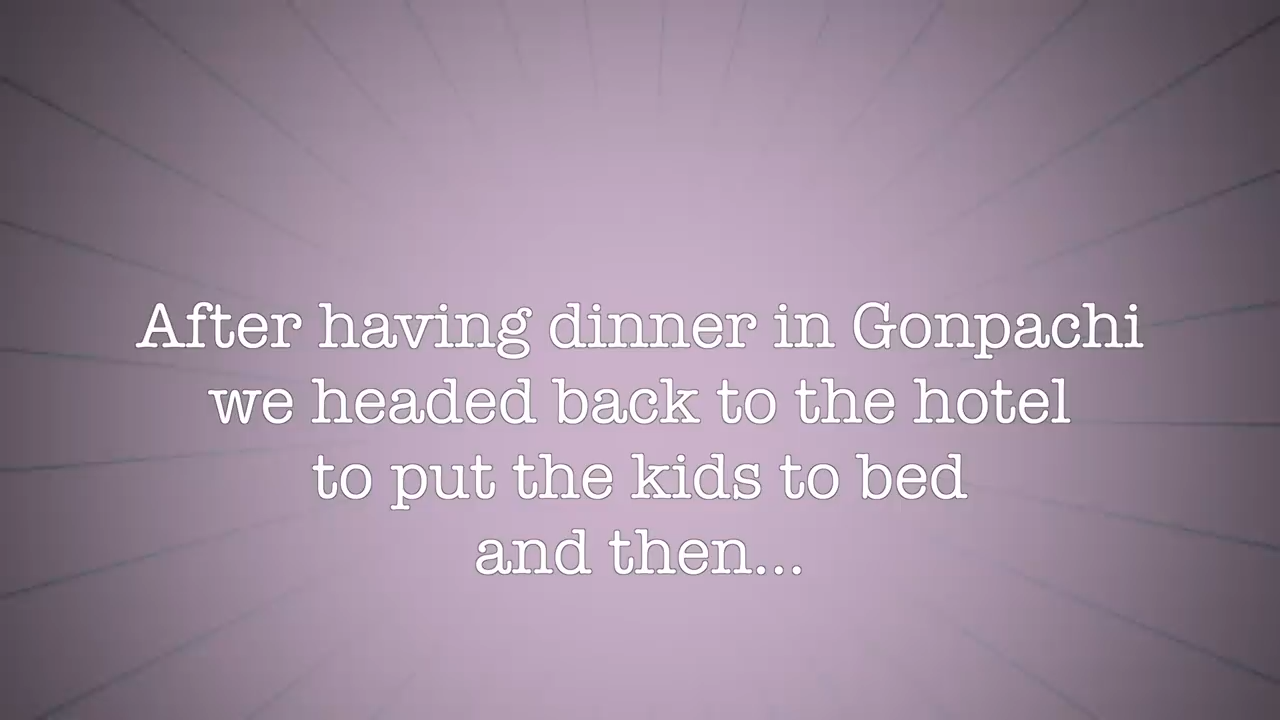 After having dinner in Gonpachi
we headed back to the hotel
to put the kids to bed
and then...